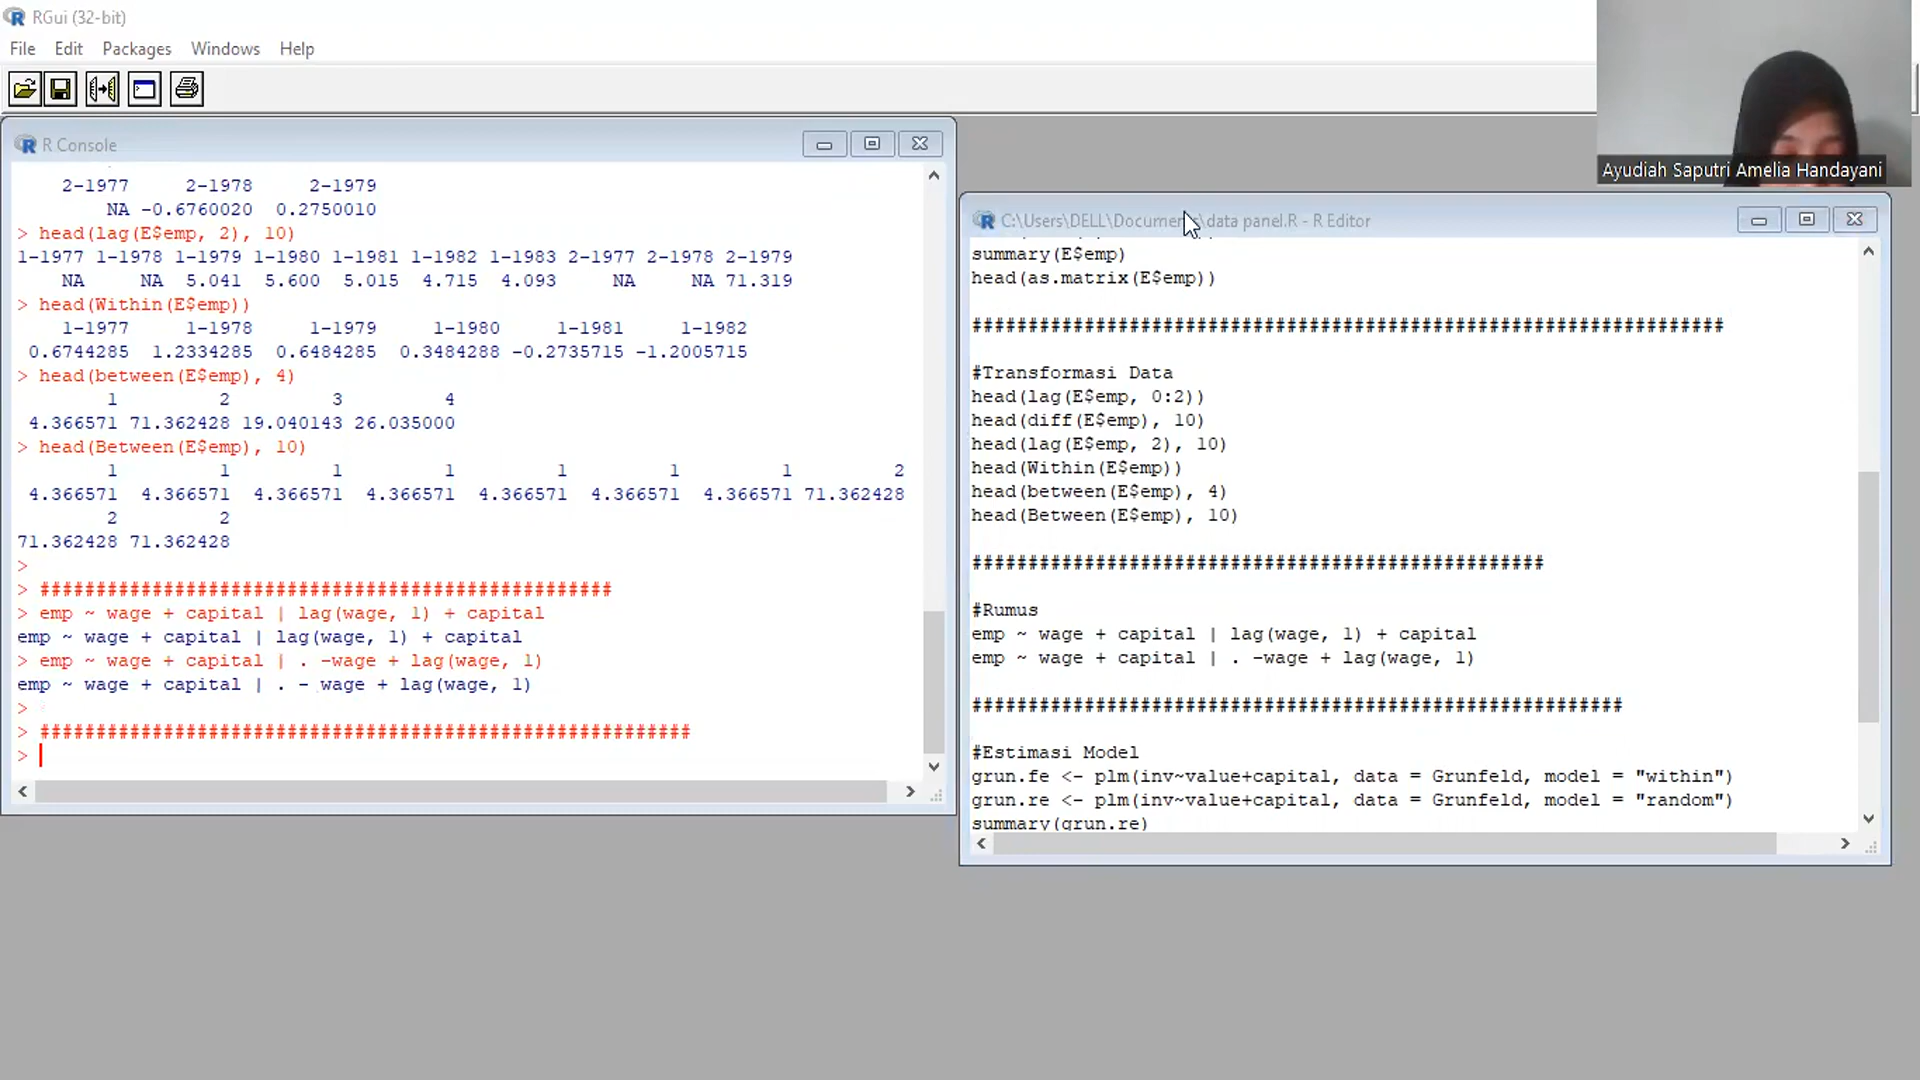 RGui (32-bit)
File Edit Packages Windows Help
Ayudiah Saputri Amelia Handayani
R Console
2-1977 2-1978 2-1979
NA -0.6760020 0.2750010
> head(lag(E$emp, 2), 10)
1-1977 1-1978 1-1979 1-1980 1-1981 1-1982 1-1983 2-1977 2-1978 2-1979
NA NA 5.041 5.600 5.015 4.715 4.093 NA NA 71.319
> head(Within(E$emp))
1-1977 1-1978 1-1979 1-1980 1-1981 1-1982
0.6744285 1.2334285 0.6484285 0.3484288 -0.2735715 -1.2005715
> head(between(E$emp), 4)
1 2 3 4
4.366571 71.362428 19.040143 26.035000
> head(Between(E$emp), 10)
1 1 1 1 1 1 1 2
4.366571 4.366571 4.366571 4.366571 4.366571 4.366571 4.366571 71.362428
2 2
71.362428 71.362428
>
> ###################################################
> emp ~ wage + capital | lag(wage, 1) + capital
emp ~ wage + capital | lag(wage, 1) + capital
> emp ~ wage + capital | . -wage + lag(wage, 1)
emp ~ wage + capital | . - wage + lag(wage, 1)
>
> ##########################################################
>
C:\Users\DELL\Documents\data panel.R - R Editor
summary(E$emp)
head(as.matrix(E$emp))
###################################################################
#Transformasi Data
head(lag(E$emp, 0:2))
head(diff(E$emp), 10)
head(lag(E$emp, 2), 10)
head(Within(E$emp))
head(between(E$emp), 4)
head(Between(E$emp), 10)
###################################################
#Rumus
emp ~ wage + capital | lag(wage, 1) + capital
emp ~ wage + capital | . -wage + lag(wage, 1)
##########################################################
#Estimasi Model
grun.fe <- plm(inv~value+capital, data = Grunfeld, model = "within")
grun.re <- plm(inv~value+capital, data = Grunfeld, model = "random")
summary(grun.re)